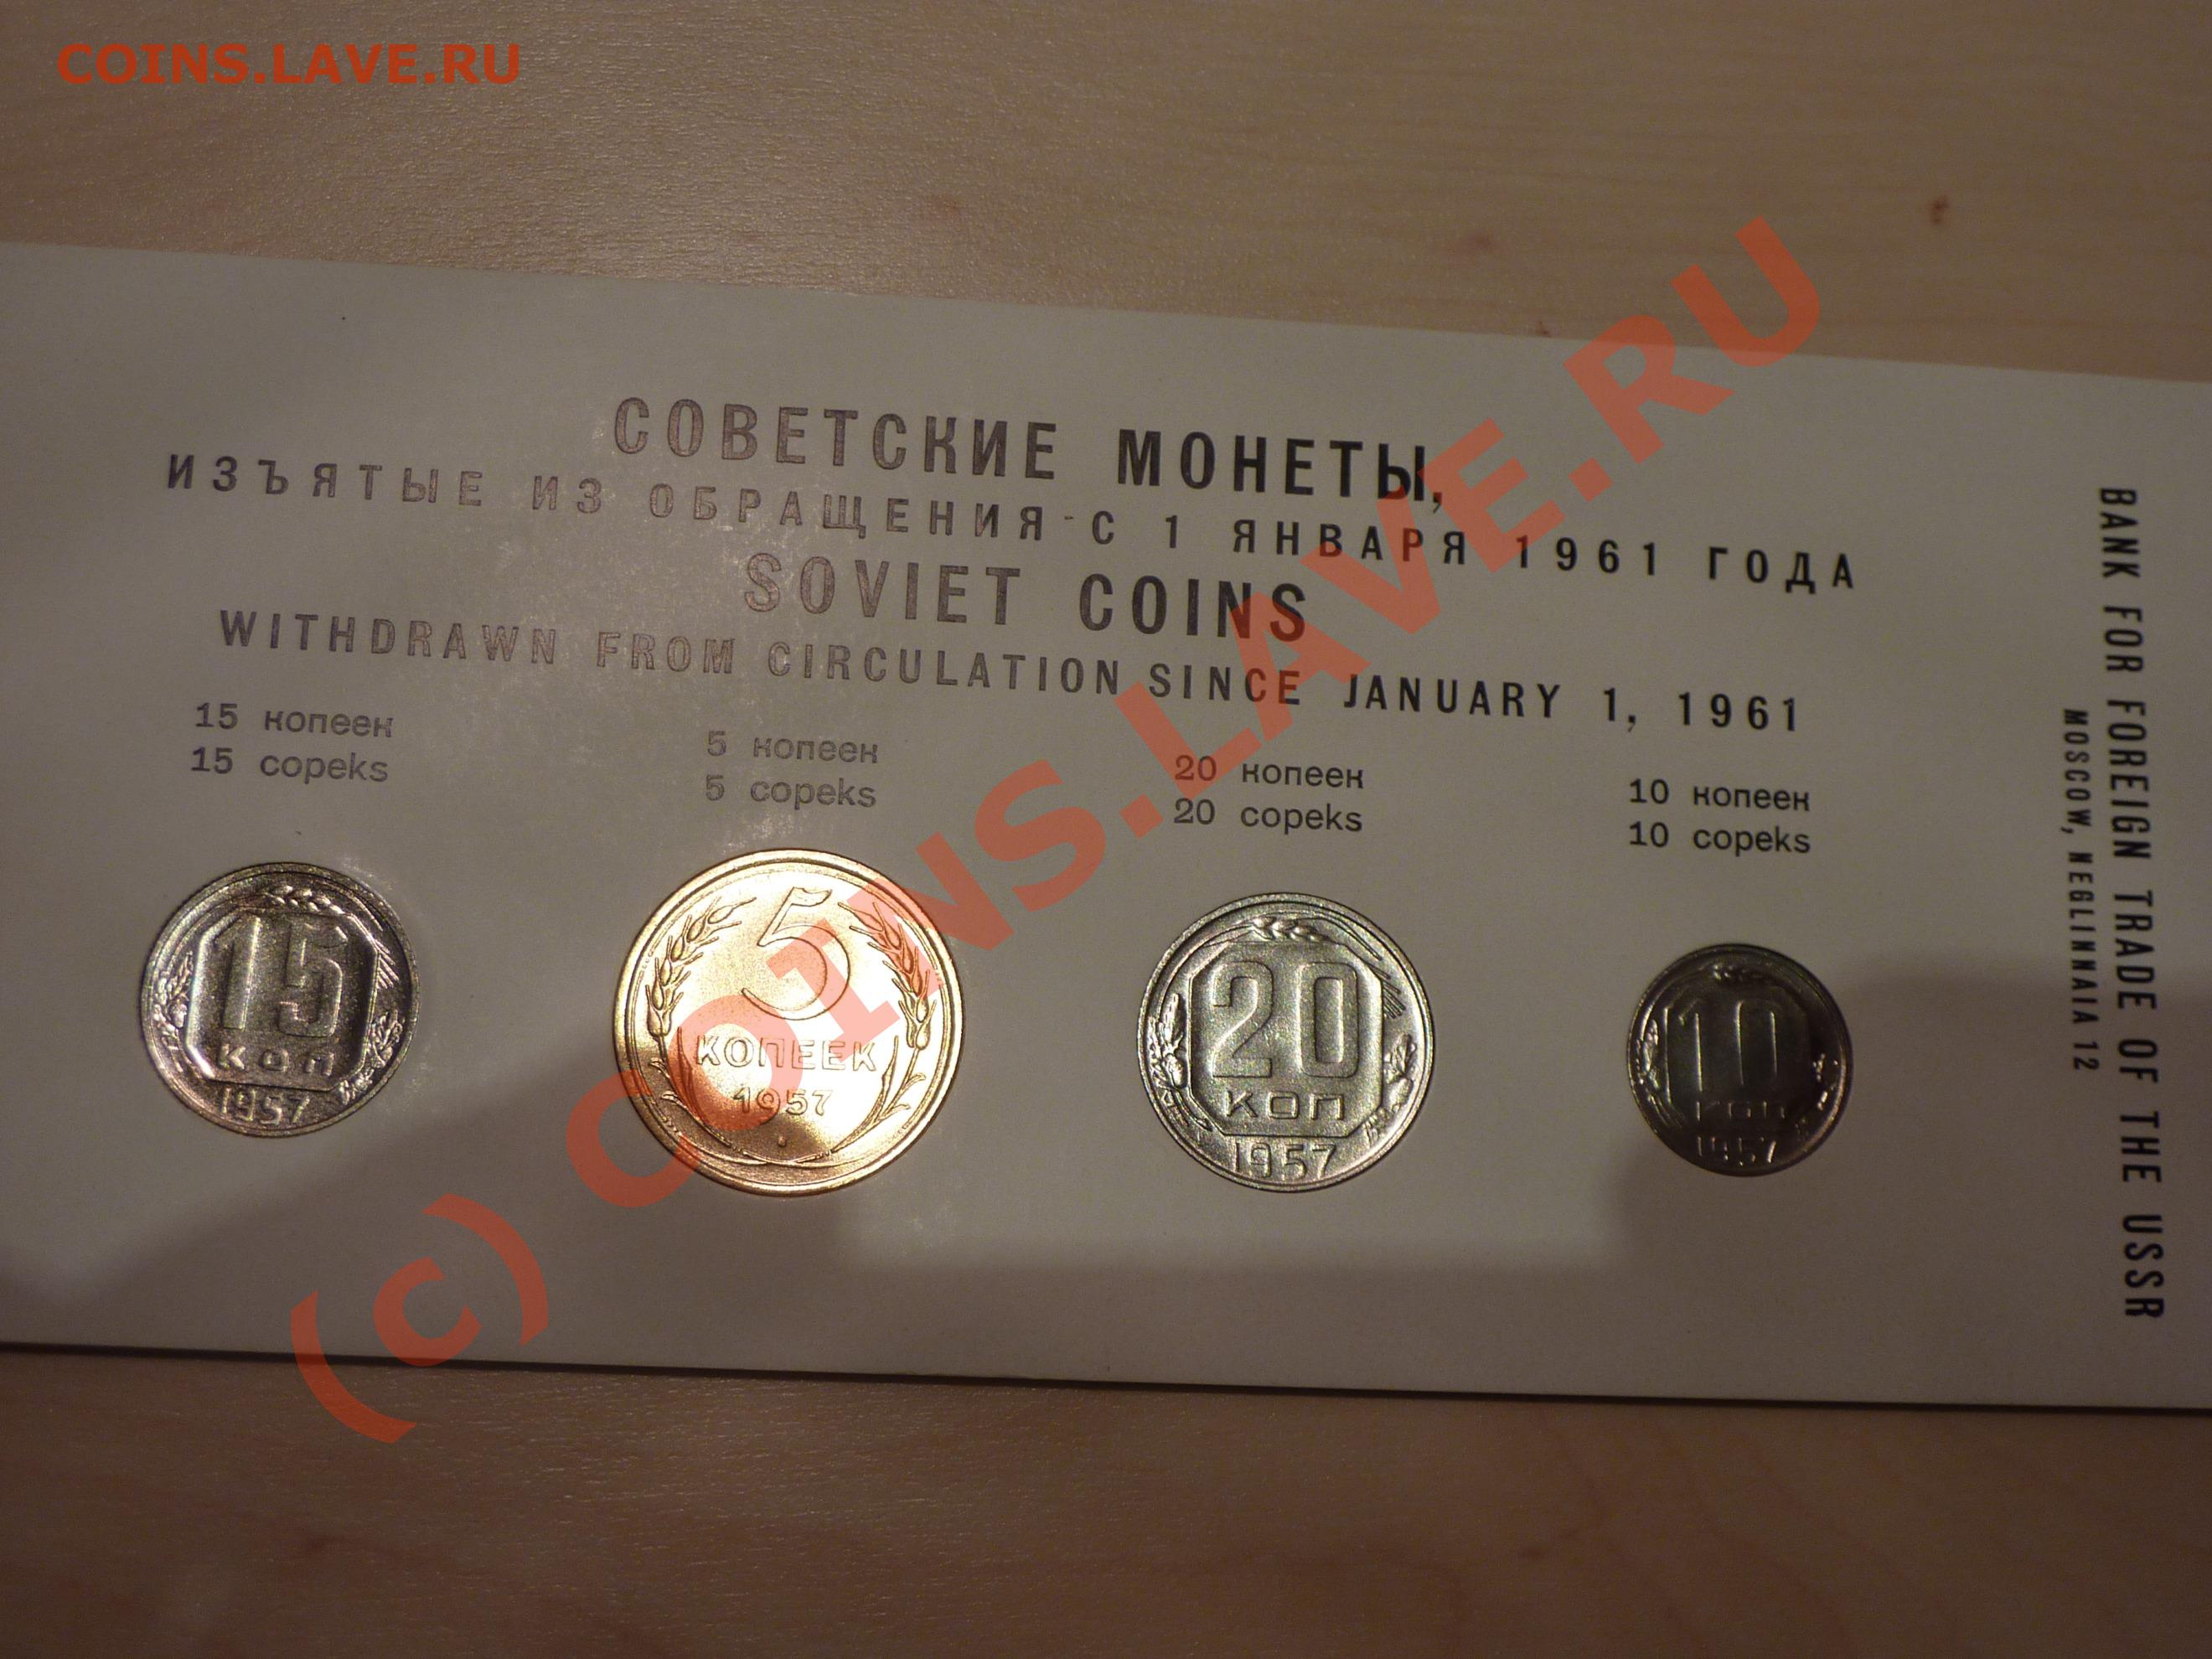 COINS.LAVE.RU
СОВЕТСКИЕ МОНЕТЫ,
ИЗЪЯТЫЕ ИЗ ОБРАЩЕНИЯ С 1 ЯНВАРЯ 1961 ГОДА
SOVIET COINS
WITHDRAWN FROM CIRCULATION SINCE JANUARY 1, 1961
15 копеек
15 copeks
5 копеек
5 copeks
20 копеек
20 copeks
10 копеек
10 copeks
15
КОП
1957
5
КОПЕЕК
1957
20
КОП
1957
10
КОП
1957
BANK FOR FOREIGN TRADE OF THE USSR
MOSCOW, NEGLINNAIA 12
(c) COINS.LAVE.RU